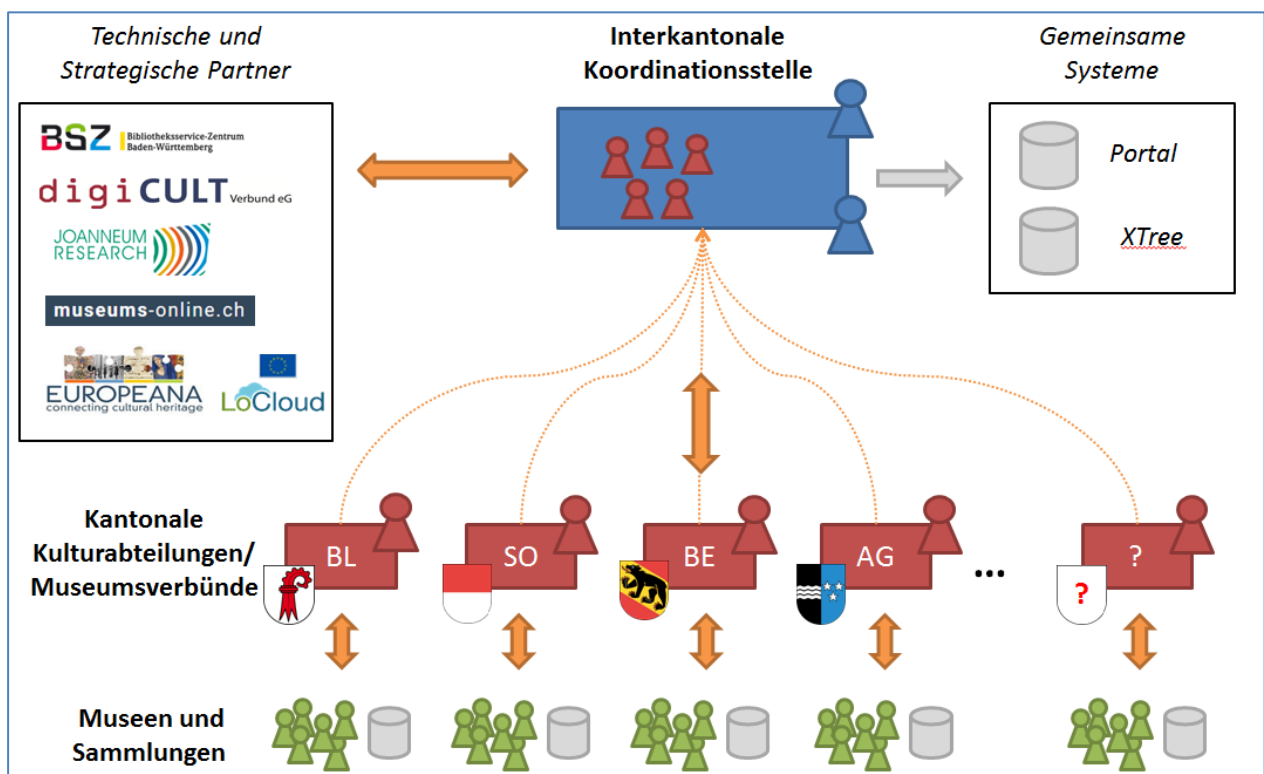 Technische und
Strategische Partner
Interkantonale
Koordinationsstelle
Gemeinsame
Systeme
BSZ Bibliotheksservice-Zentrum
Baden-Württemberg
digiCULT Verbund eG
JOANNEUM
RESEARCH
museums-online.ch
EUROPEANA
connecting cultural heritage
LoCloud
Portal
XTree
Kantonale
Kulturabteilungen/
Museumsverbünde
BL
SO
BE
AG
...
?
?
Museen und
Sammlungen